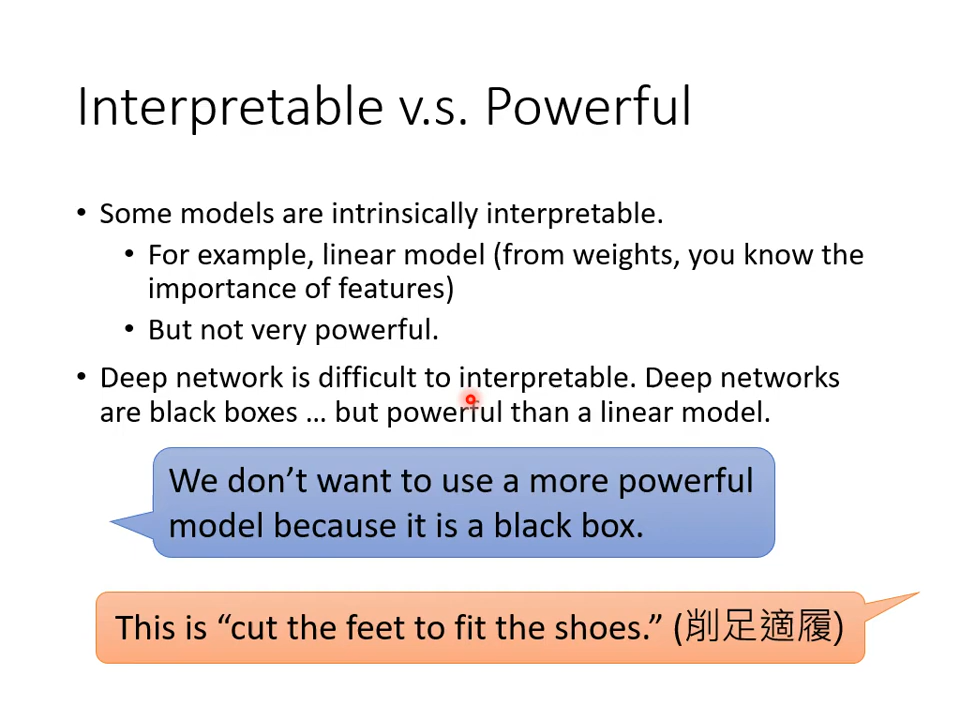 Interpretable v.s. Powerful
• Some models are intrinsically interpretable.
• For example, linear model (from weights, you know the
importance of features)
• But not very powerful.
• Deep network is difficult to interpretable. Deep networks
are black boxes … but powerful than a linear model.
We don’t want to use a more powerful
model because it is a black box.
This is “cut the feet to fit the shoes.” (削足適履)